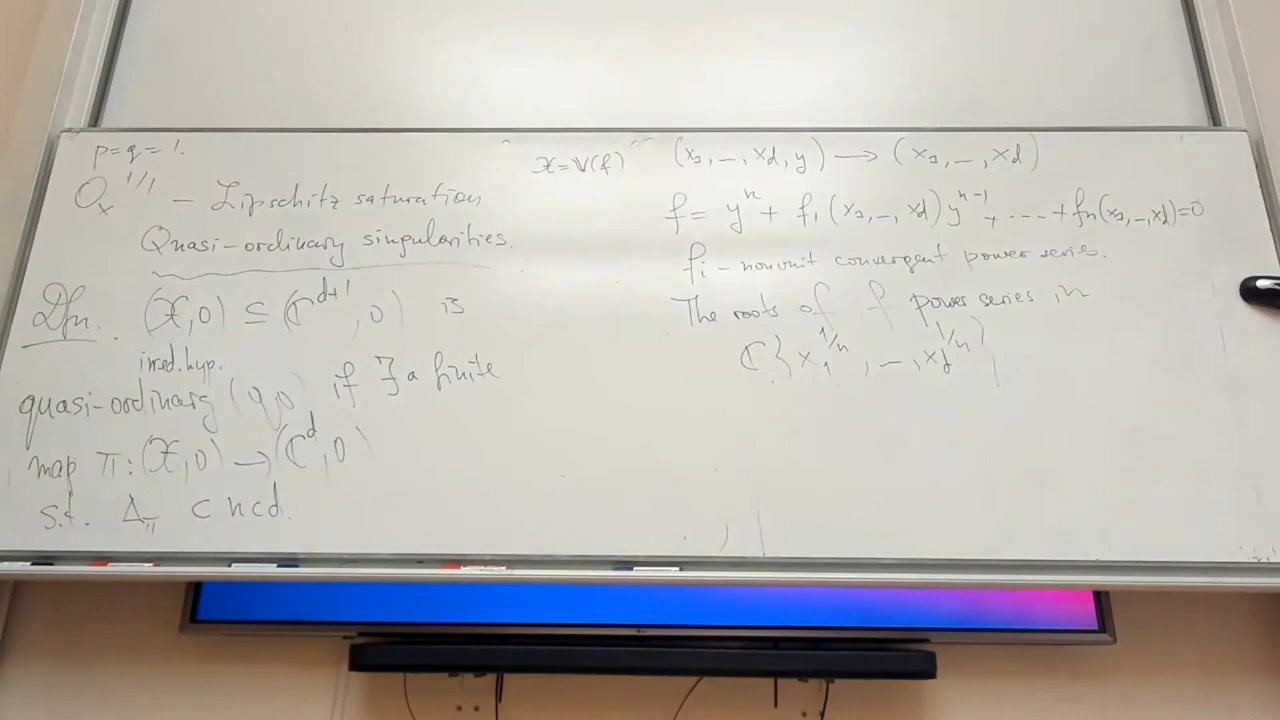 p=q=1.
O_x^{1/1} – Lipschitz saturation
Quasi-ordinary singularities.
Dfn. (X,0) ⊆ (ℂ^{d+1},0) is
irred. hyp.
quasi-ordinary (qo) if ∃ a finite
map π: (X,0) → (ℂ^d,0)
s.t. Δ_π ⊂ ncd.
X=V(f) (x_1,–,x_d,y) → (x_1,–,x_d)
f = y^n + f_1(x_1,–,x_d)y^{n-1} + ···· + f_n(x_1,–,x_d)=0
f_i – nonunit convergent power series.
The roots of f power series in
ℂ{x_1^{1/n},–,x_d^{1/n}}